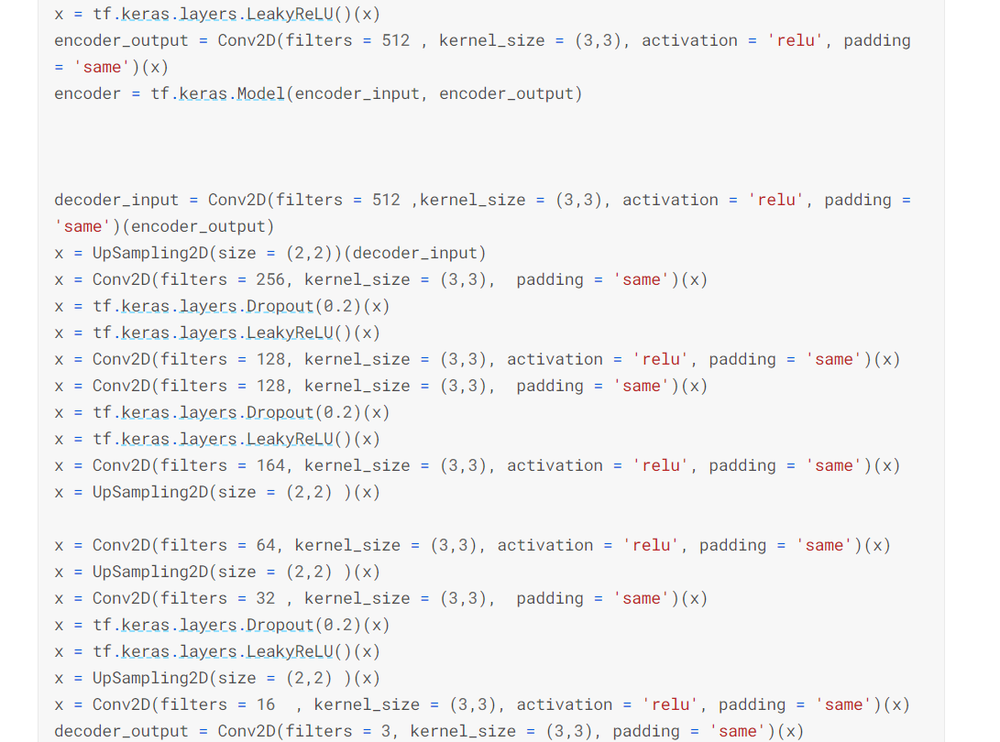 x = tf.keras.layers.LeakyReLU()(x)
encoder_output = Conv2D(filters = 512 , kernel_size = (3,3), activation = 'relu', padding
= 'same')(x)
encoder = tf.keras.Model(encoder_input, encoder_output)
decoder_input = Conv2D(filters = 512 ,kernel_size = (3,3), activation = 'relu', padding =
'same')(encoder_output)
x = UpSampling2D(size = (2,2))(decoder_input)
x = Conv2D(filters = 256, kernel_size = (3,3),  padding = 'same')(x)
x = tf.keras.layers.Dropout(0.2)(x)
x = tf.keras.layers.LeakyReLU()(x)
x = Conv2D(filters = 128, kernel_size = (3,3), activation = 'relu', padding = 'same')(x)
x = Conv2D(filters = 128, kernel_size = (3,3),  padding = 'same')(x)
x = tf.keras.layers.Dropout(0.2)(x)
x = tf.keras.layers.LeakyReLU()(x)
x = Conv2D(filters = 164, kernel_size = (3,3), activation = 'relu', padding = 'same')(x)
x = UpSampling2D(size = (2,2) )(x)
x = Conv2D(filters = 64, kernel_size = (3,3), activation = 'relu', padding = 'same')(x)
x = UpSampling2D(size = (2,2) )(x)
x = Conv2D(filters = 32 , kernel_size = (3,3),  padding = 'same')(x)
x = tf.keras.layers.Dropout(0.2)(x)
x = tf.keras.layers.LeakyReLU()(x)
x = UpSampling2D(size = (2,2) )(x)
x = Conv2D(filters = 16  , kernel_size = (3,3), activation = 'relu', padding = 'same')(x)
decoder_output = Conv2D(filters = 3, kernel_size = (3,3), padding = 'same')(x)